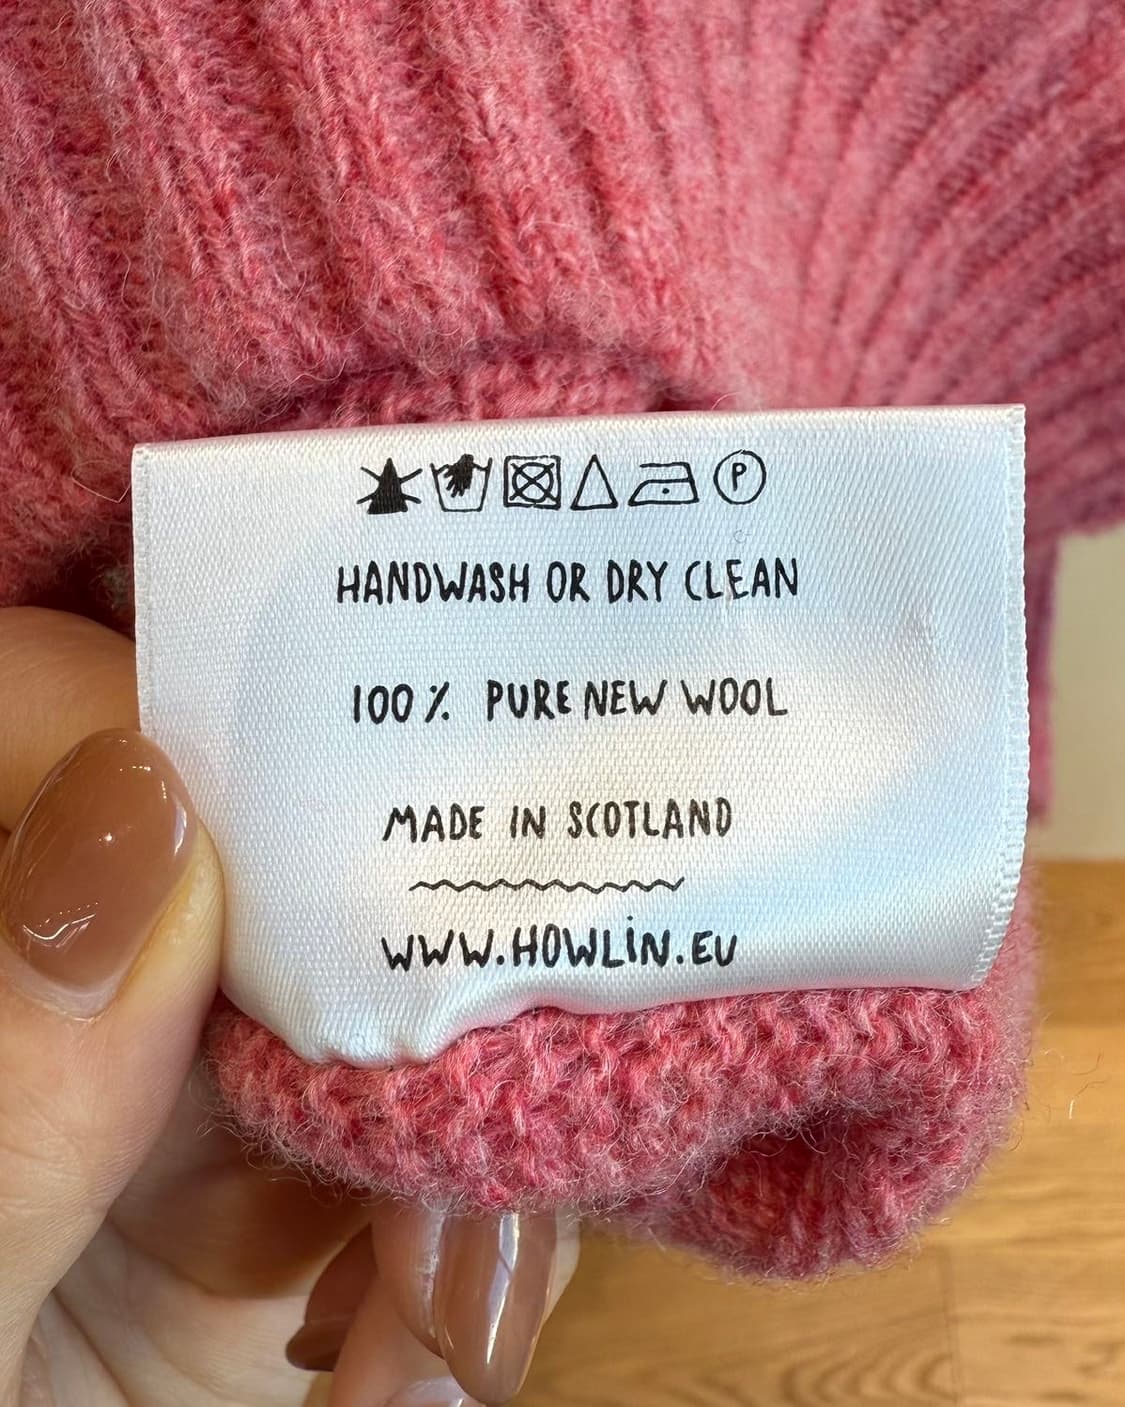 P
HANDWASH OR DRY CLEAN
100% PURE NEW WOOL
MADE IN SCOTLAND
WWW.HOWLIN.EU